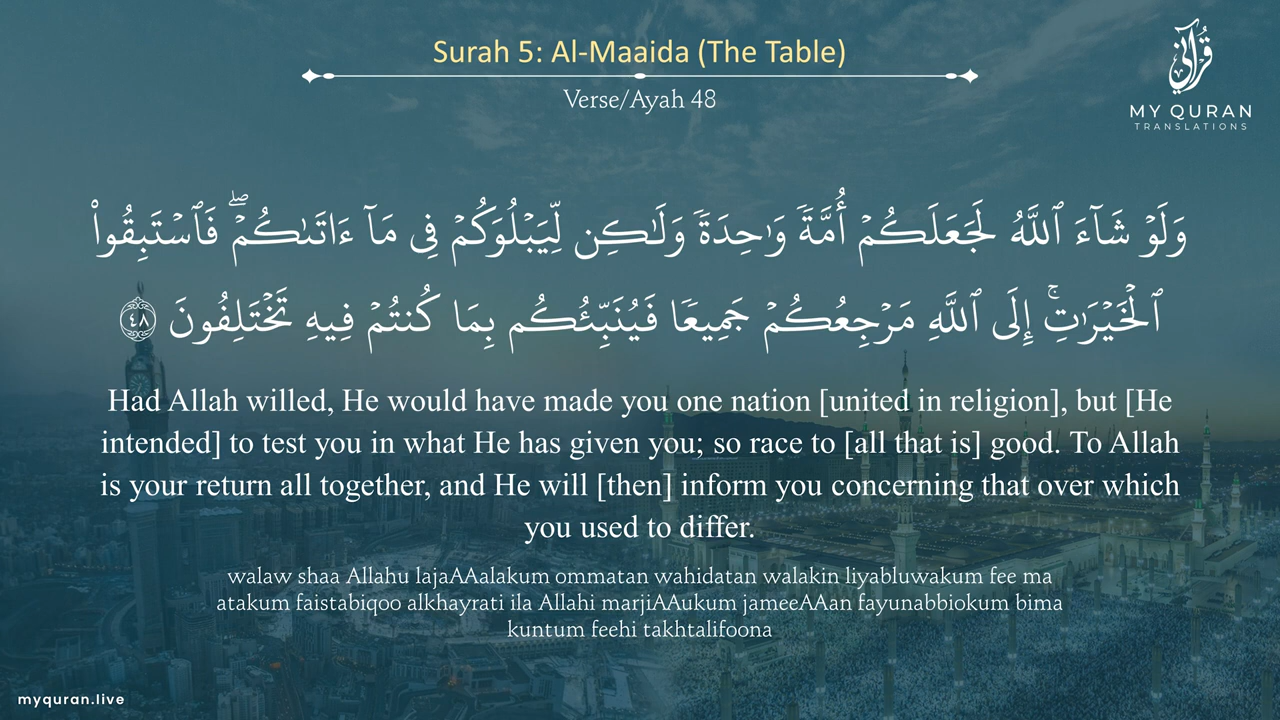 Surah 5: Al-Maaida (The Table)
Verse/Ayah 48
قرآني
MY QURAN
TRANSLATIONS
وَلَوۡ شَآءَ ٱللَّهُ لَجَعَلَكُمۡ أُمَّةٗ وَٰحِدَةٗ وَلَٰكِن لِّيَبۡلُوَكُمۡ فِي مَآ ءَاتَىٰكُمۡۖ فَٱسۡتَبِقُواْ
ٱلۡخَيۡرَٰتِۚ إِلَى ٱللَّهِ مَرۡجِعُكُمۡ جَمِيعٗا فَيُنَبِّئُكُم بِمَا كُنتُمۡ فِيهِ تَخۡتَلِفُونَ ٤٨
Had Allah willed, He would have made you one nation [united in religion], but [He
intended] to test you in what He has given you; so race to [all that is] good. To Allah
is your return all together, and He will [then] inform you concerning that over which
you used to differ.
walaw shaa Allahu lajaAAalakum ommatan wahidatan walakin liyabluwakum fee ma
atakum faistabiqoo alkhayrati ila Allahi marjiAAukum jameeAAan fayunabbiokum bima
kuntum feehi takhtalifoona
myquran.live